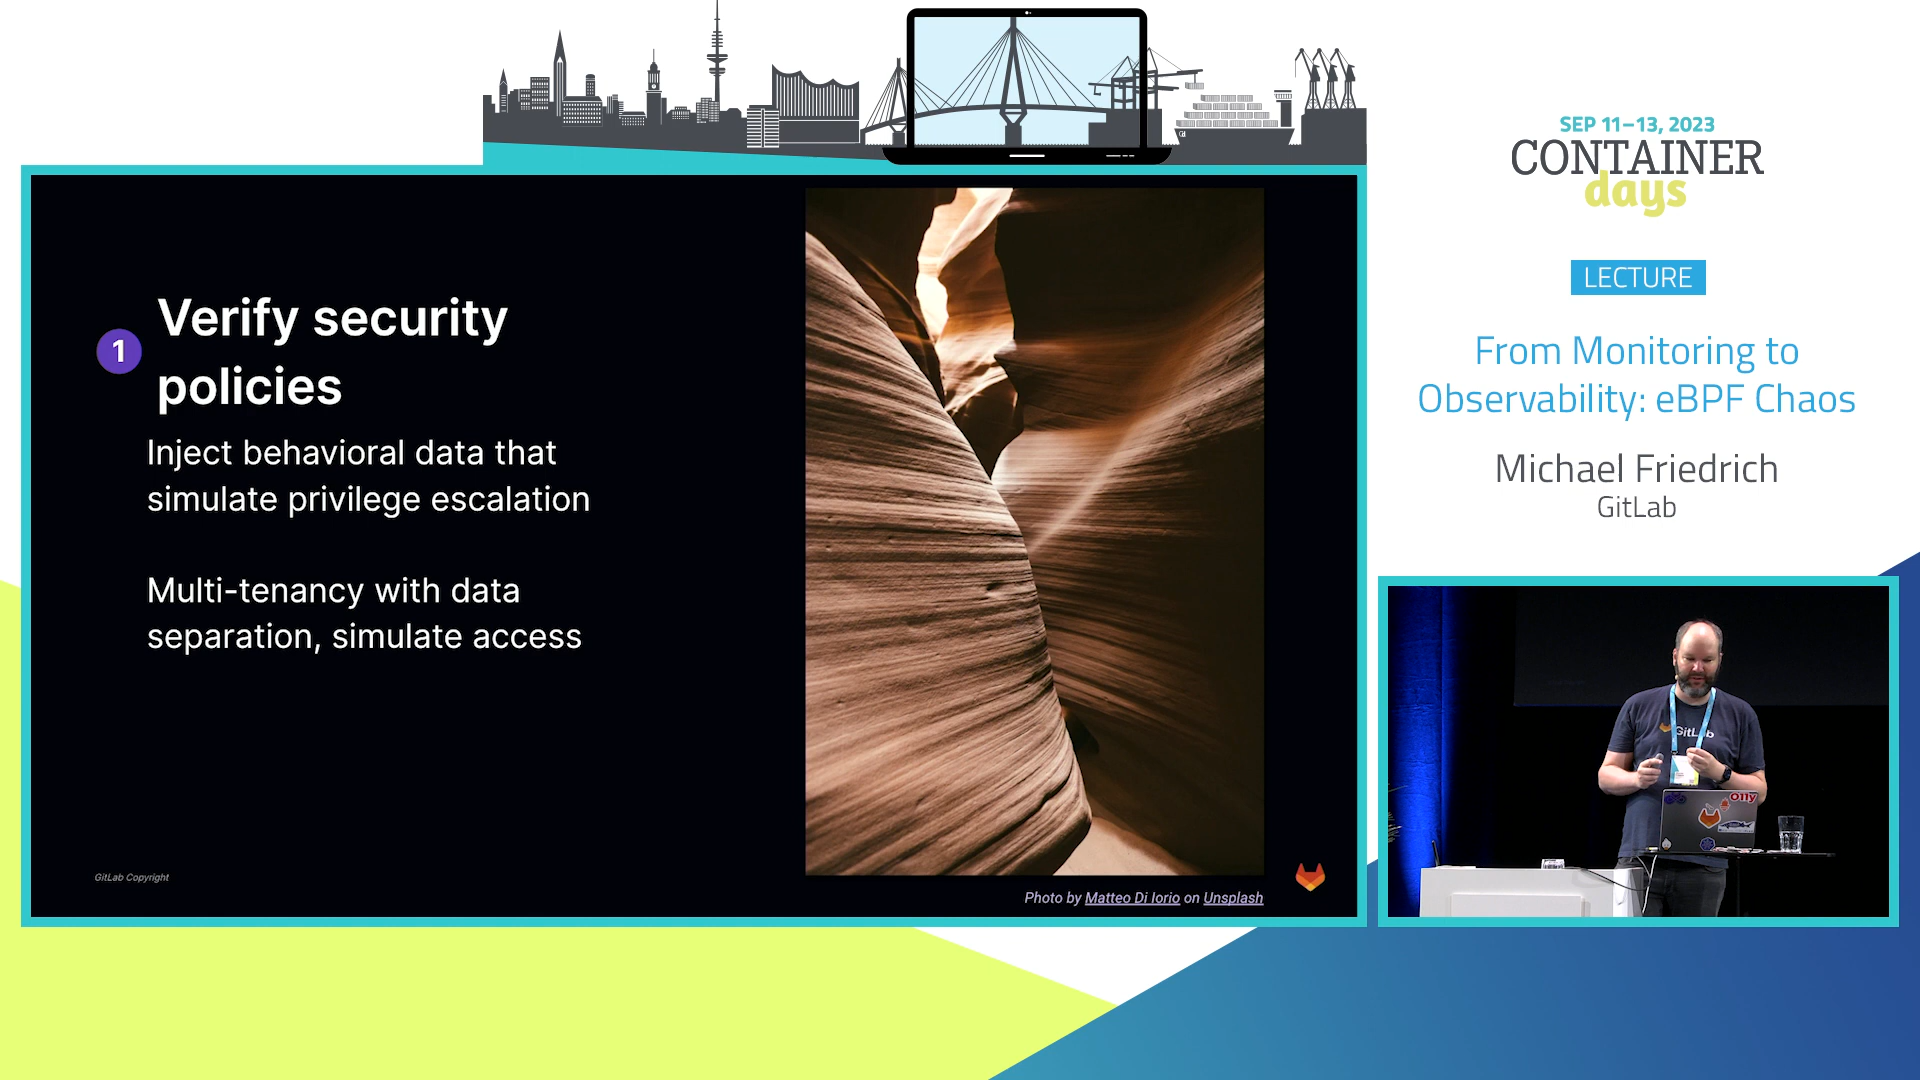 SEP 11–13, 2023
CONTAINER
days
LECTURE
From Monitoring to
Observability: eBPF Chaos
Michael Friedrich
GitLab
1
Verify security
policies
Inject behavioral data that
simulate privilege escalation
Multi-tenancy with data
separation, simulate access
GitLab Copyright
Photo by Matteo Di Iorio on Unsplash
GitLab
O11y